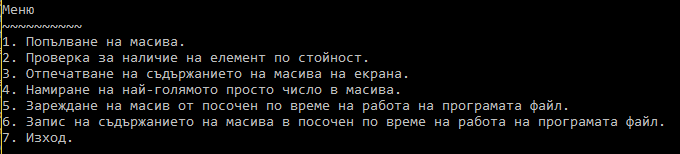 Меню
~~~~~~~~~~
1. Попълване на масива.
2. Проверка за наличие на елемент по стойност.
3. Отпечатване на съдържанието на масива на екрана.
4. Намиране на най-голямото просто число в масива.
5. Зареждане на масив от посочен по време на работа на програмата файл.
6. Запис на съдържанието на масива в посочен по време на работа на програмата файл.
7. Изход.